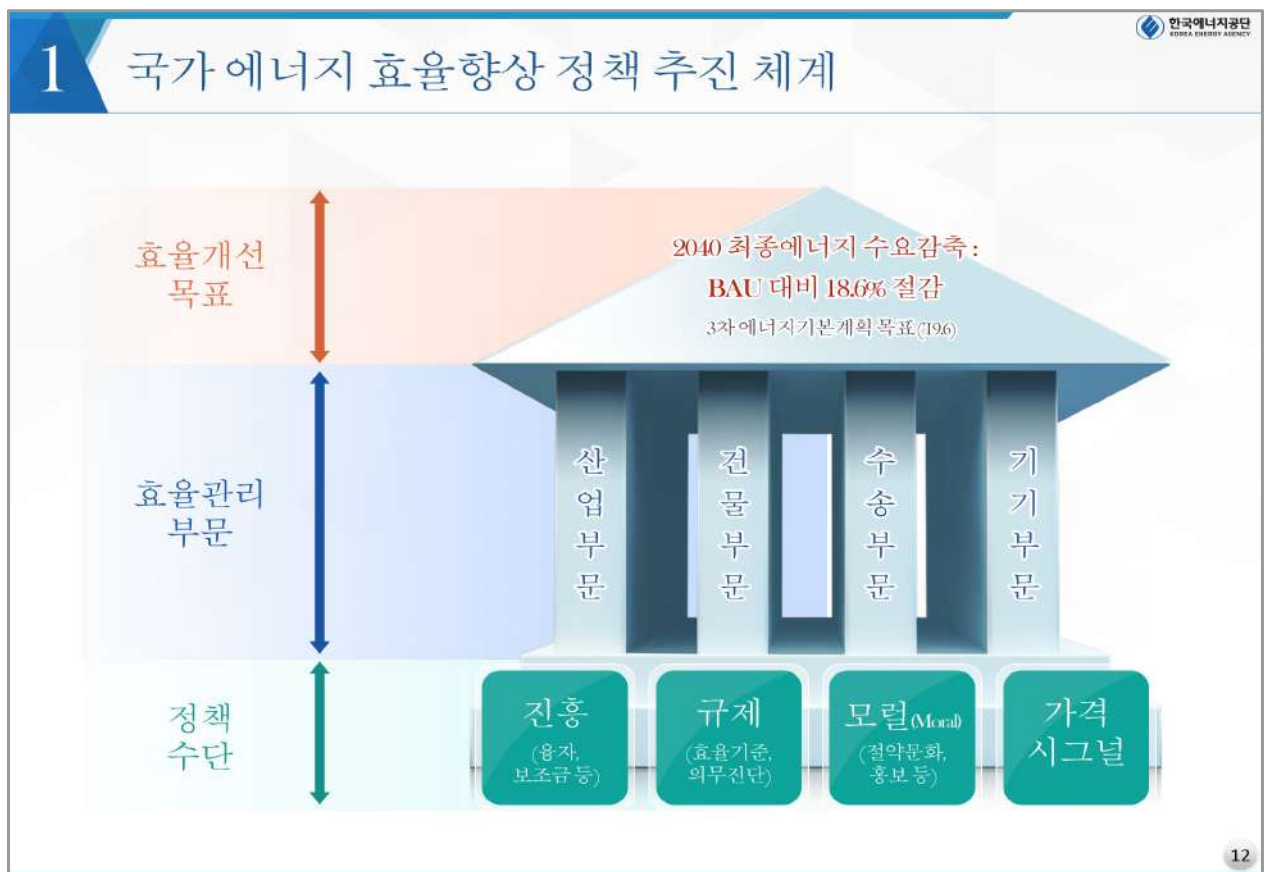 한국에너지공단
KOREA ENERGY AGENCY
1
국가 에너지 효율향상 정책 추진 체계
효율개선
목표
2040 최종에너지 수요감축 :
BAU 대비 18.6% 절감
3차 에너지기본계획 목표('19.6)
효율관리
부문
산업부문
건물부문
수송부문
기기부문
정책
수단
진흥
(융자,
보조금 등)
규제
(효율기준,
의무진단)
모럴(Moral)
(절약문화,
홍보 등)
가격
시그널
12